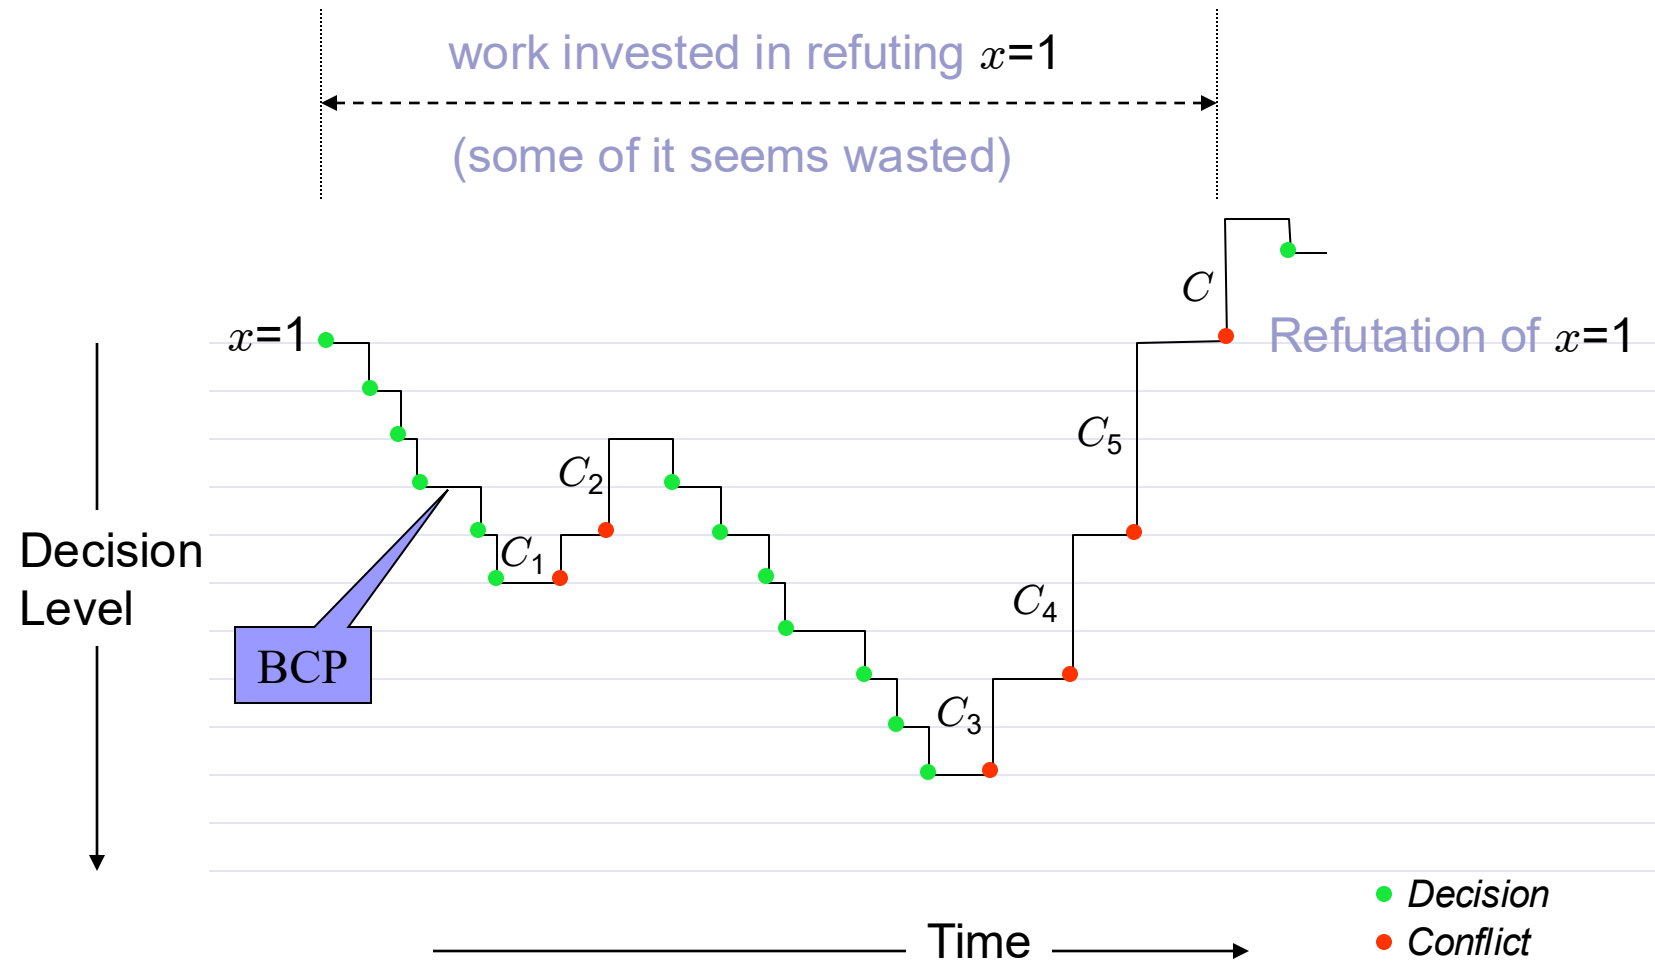 work invested in refuting x=1
(some of it seems wasted)
C
x=1
Refutation of x=1
C5
C2
C1
Decision
Level
C4
BCP
C3
Decision
Conflict
Time